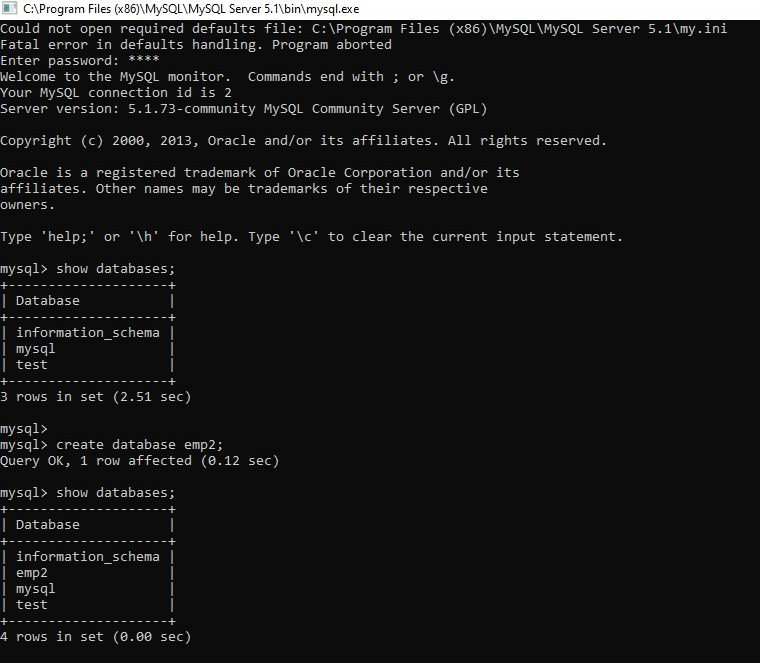 C:\Program Files (x86)\MySQL\MySQL Server 5.1\bin\mysql.exe
Could not open required defaults file: C:\Program Files (x86)\MySQL\MySQL Server 5.1\my.ini
Fatal error in defaults handling. Program aborted
Enter password: ****
Welcome to the MySQL monitor.  Commands end with ; or \g.
Your MySQL connection id is 2
Server version: 5.1.73-community MySQL Community Server (GPL)

Copyright (c) 2000, 2013, Oracle and/or its affiliates. All rights reserved.

Oracle is a registered trademark of Oracle Corporation and/or its
affiliates. Other names may be trademarks of their respective
owners.

Type 'help;' or '\h' for help. Type '\c' to clear the current input statement.

mysql> show databases;
+--------------------+
| Database           |
+--------------------+
| information_schema |
| mysql              |
| test               |
+--------------------+
3 rows in set (2.51 sec)

mysql>
mysql> create database emp2;
Query OK, 1 row affected (0.12 sec)

mysql> show databases;
+--------------------+
| Database           |
+--------------------+
| information_schema |
| emp2               |
| mysql              |
| test               |
+--------------------+
4 rows in set (0.00 sec)